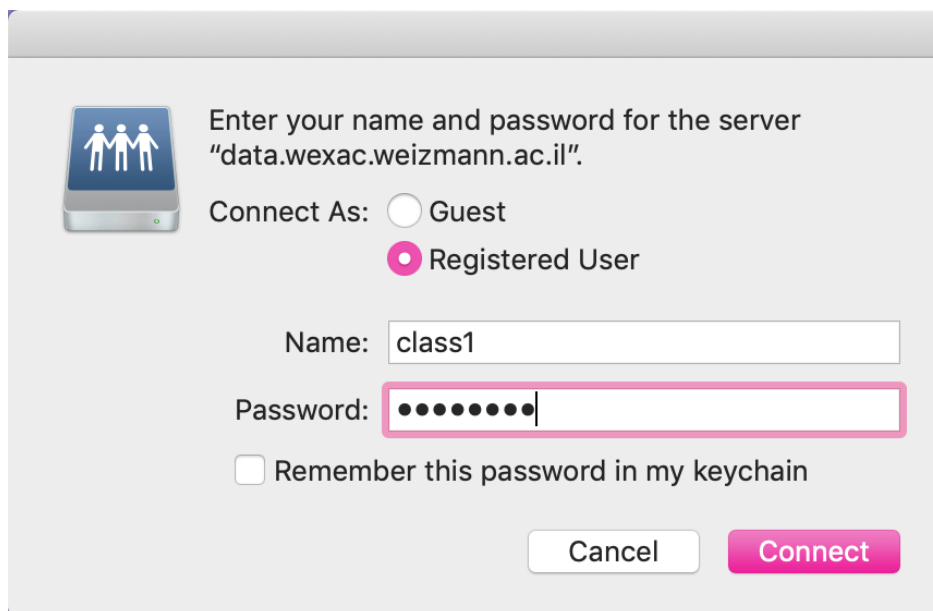 Enter your name and password for the server
“data.wexac.weizmann.ac.il”.
Connect As: Guest
Registered User
Name: class1
Password: ●●●●●●●●
Remember this password in my keychain
Cancel Connect